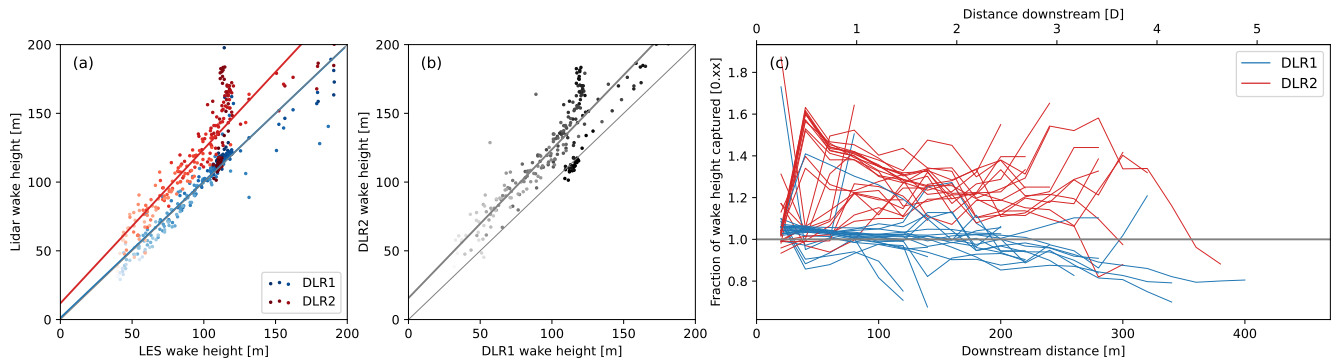 Distance downstream [D]
0 1 2 3 4 5
(a)
Lidar wake height [m]
200
150
100
50
0
DLR1
DLR2
0 50 100 150 200
LES wake height [m]
(b)
DLR2 wake height [m]
200
150
100
50
0
0 50 100 150 200
DLR1 wake height [m]
(c)
Fraction of wake height captured [0.xx]
1.8
1.6
1.4
1.2
1.0
0.8
DLR1
DLR2
0 100 200 300 400
Downstream distance [m]